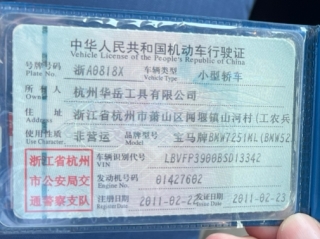 中华人民共和国机动车行驶证
Vehicle License of the People's Republic of China
号牌号码 浙A0818X 车辆类型 小型轿车
Plate No. Vehicle Type
所有人 杭州华岳工具有限公司
Owner
住址 浙江省杭州市萧山区闻堰镇山河村(工农兵
Address
使用性质 非营运 品牌型号 宝马牌BMW7251ML(BMW52
浙江省杭州市公安局交通警察支队
车辆识别代号 LBVFP3900BSD13342
VIN
发动机号码 01427602
Engine No.
注册日期 2011-02-22 发证日期 2011-02-23
Register Date Issue Date